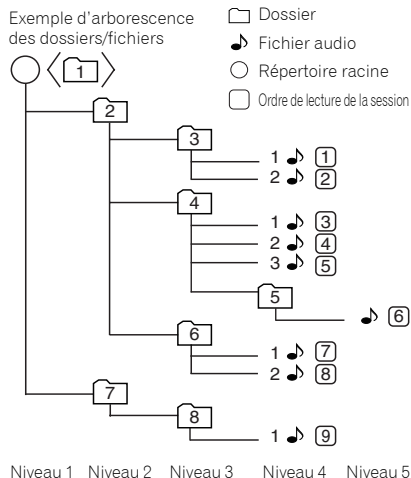 Exemple d'arborescence
des dossiers/fichiers
Dossier
Fichier audio
Répertoire racine
Ordre de lecture de la session
1
2
3
1 1
2 2
4
1 3
2 4
3 5
5
6
6
1 7
2 8
7
8
1 9
Niveau 1 Niveau 2 Niveau 3 Niveau 4 Niveau 5